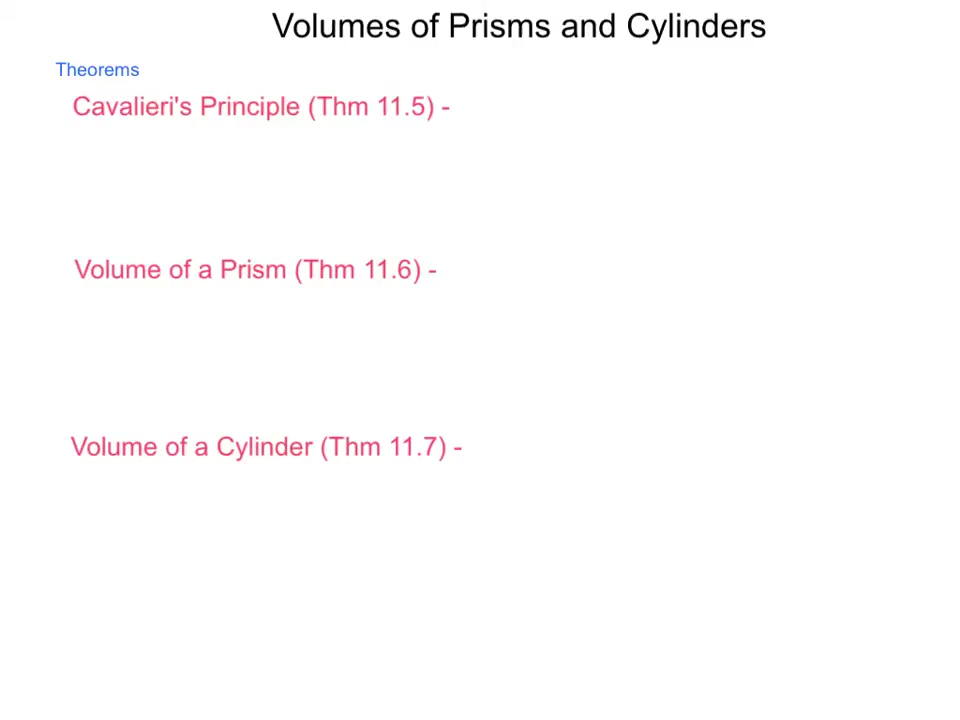 Volumes of Prisms and Cylinders
Theorems
Cavalieri's Principle (Thm 11.5) -
Volume of a Prism (Thm 11.6) -
Volume of a Cylinder (Thm 11.7) -